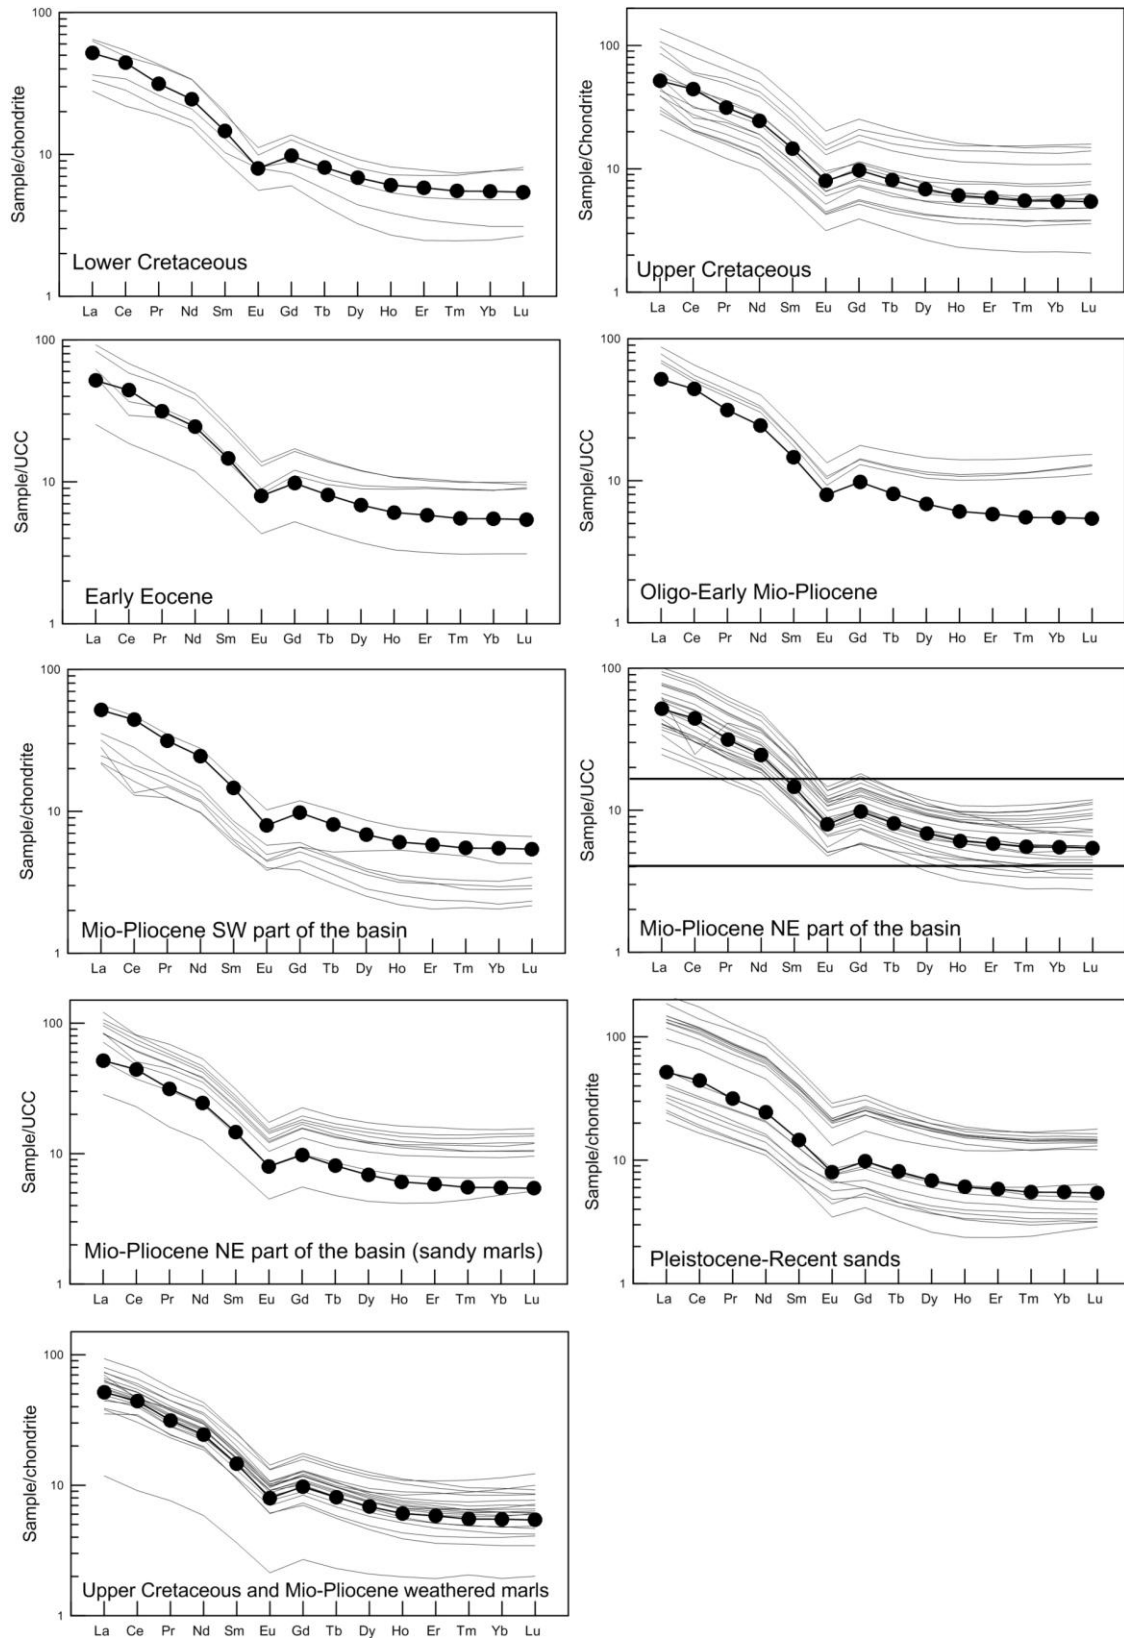 100
10
1
Sample/chondrite
Lower Cretaceous
La Ce Pr Nd Sm Eu Gd Tb Dy Ho Er Tm Yb Lu
100
10
1
Sample/Chondrite
Upper Cretaceous
La Ce Pr Nd Sm Eu Gd Tb Dy Ho Er Tm Yb Lu
100
10
1
Sample/UCC
Early Eocene
La Ce Pr Nd Sm Eu Gd Tb Dy Ho Er Tm Yb Lu
100
10
1
Sample/chondrite
Oligo-Early Mio-Pliocene
La Ce Pr Nd Sm Eu Gd Tb Dy Ho Er Tm Yb Lu
100
10
1
Sample/chondrite
Mio-Pliocene SW part of the basin
La Ce Pr Nd Sm Eu Gd Tb Dy Ho Er Tm Yb Lu
100
10
1
Sample/UCC
Mio-Pliocene NE part of the basin
La Ce Pr Nd Sm Eu Gd Tb Dy Ho Er Tm Yb Lu
100
10
1
Sample/UCC
Mio-Pliocene NE part of the basin (sandy marls)
La Ce Pr Nd Sm Eu Gd Tb Dy Ho Er Tm Yb Lu
100
10
1
Sample/chondrite
Pleistocene-Recent sands
La Ce Pr Nd Sm Eu Gd Tb Dy Ho Er Tm Yb Lu
100
10
1
Sample/chondrite
Upper Cretaceous and Mio-Pliocene weathered marls
La Ce Pr Nd Sm Eu Gd Tb Dy Ho Er Tm Yb Lu